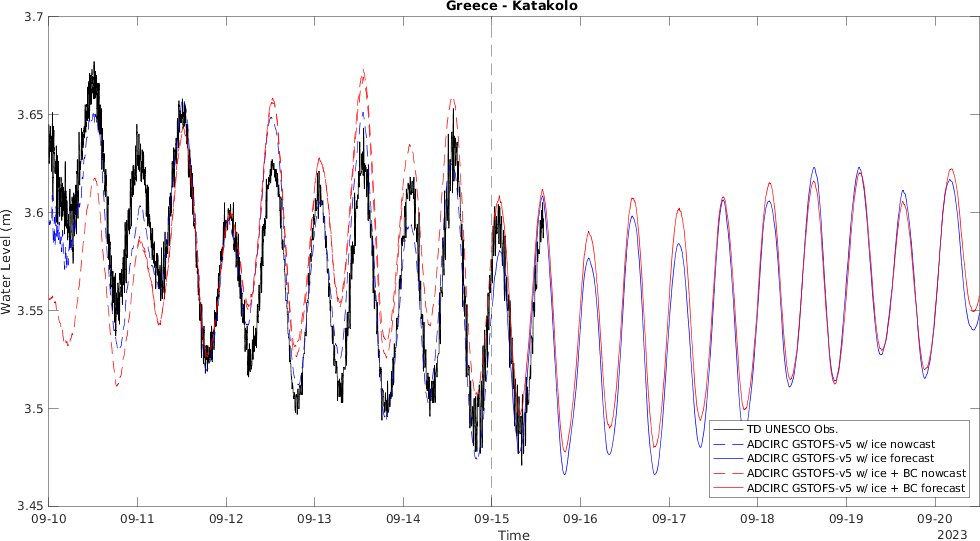 Greece - Katakolo
3.7
3.65
3.6
3.55
3.5
3.45
Water Level (m)
09-10 09-11 09-12 09-13 09-14 09-15 09-16 09-17 09-18 09-19 09-20
Time
2023
TD UNESCO Obs.
ADCIRC GSTOFS-v5 w/ ice nowcast
ADCIRC GSTOFS-v5 w/ ice forecast
ADCIRC GSTOFS-v5 w/ ice + BC nowcast
ADCIRC GSTOFS-v5 w/ ice + BC forecast